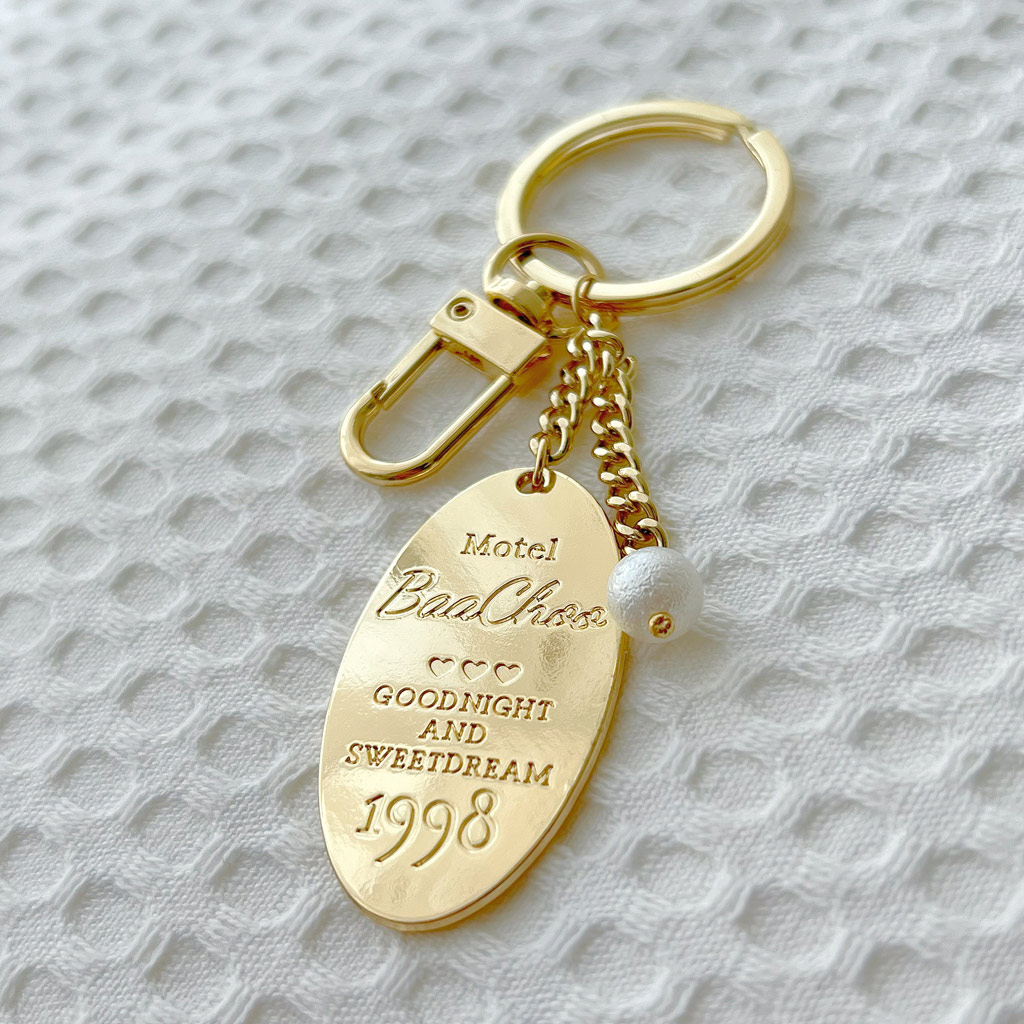 Motel
BaaChoo
♡♡♡
GOODNIGHT
AND
SWEETDREAM
1998